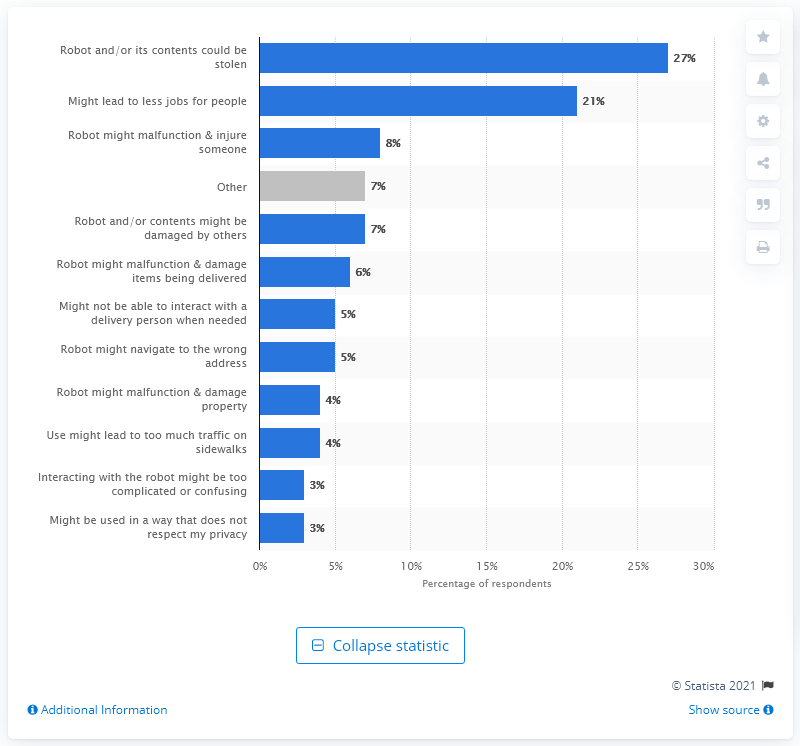 Robot and/or its contents could be
stolen
27%
Might lead to less jobs for people
21%
Robot might malfunction & injure
someone
8%
Other
7%
Robot and/or contents might be
damaged by others
7%
Robot might malfunction & damage
items being delivered
6%
Might not be able to interact with a
delivery person when needed
5%
Robot might navigate to the wrong
address
5%
Robot might malfunction & damage
property
4%
Use might lead to too much traffic on
sidewalks
4%
Interacting with the robot might be too
complicated or confusing
3%
Might be used in a way that does not
respect my privacy
3%
0% 5% 10% 15% 20% 25% 30%
Percentage of respondents
Collapse statistic
© Statista 2021
Additional Information
Show source